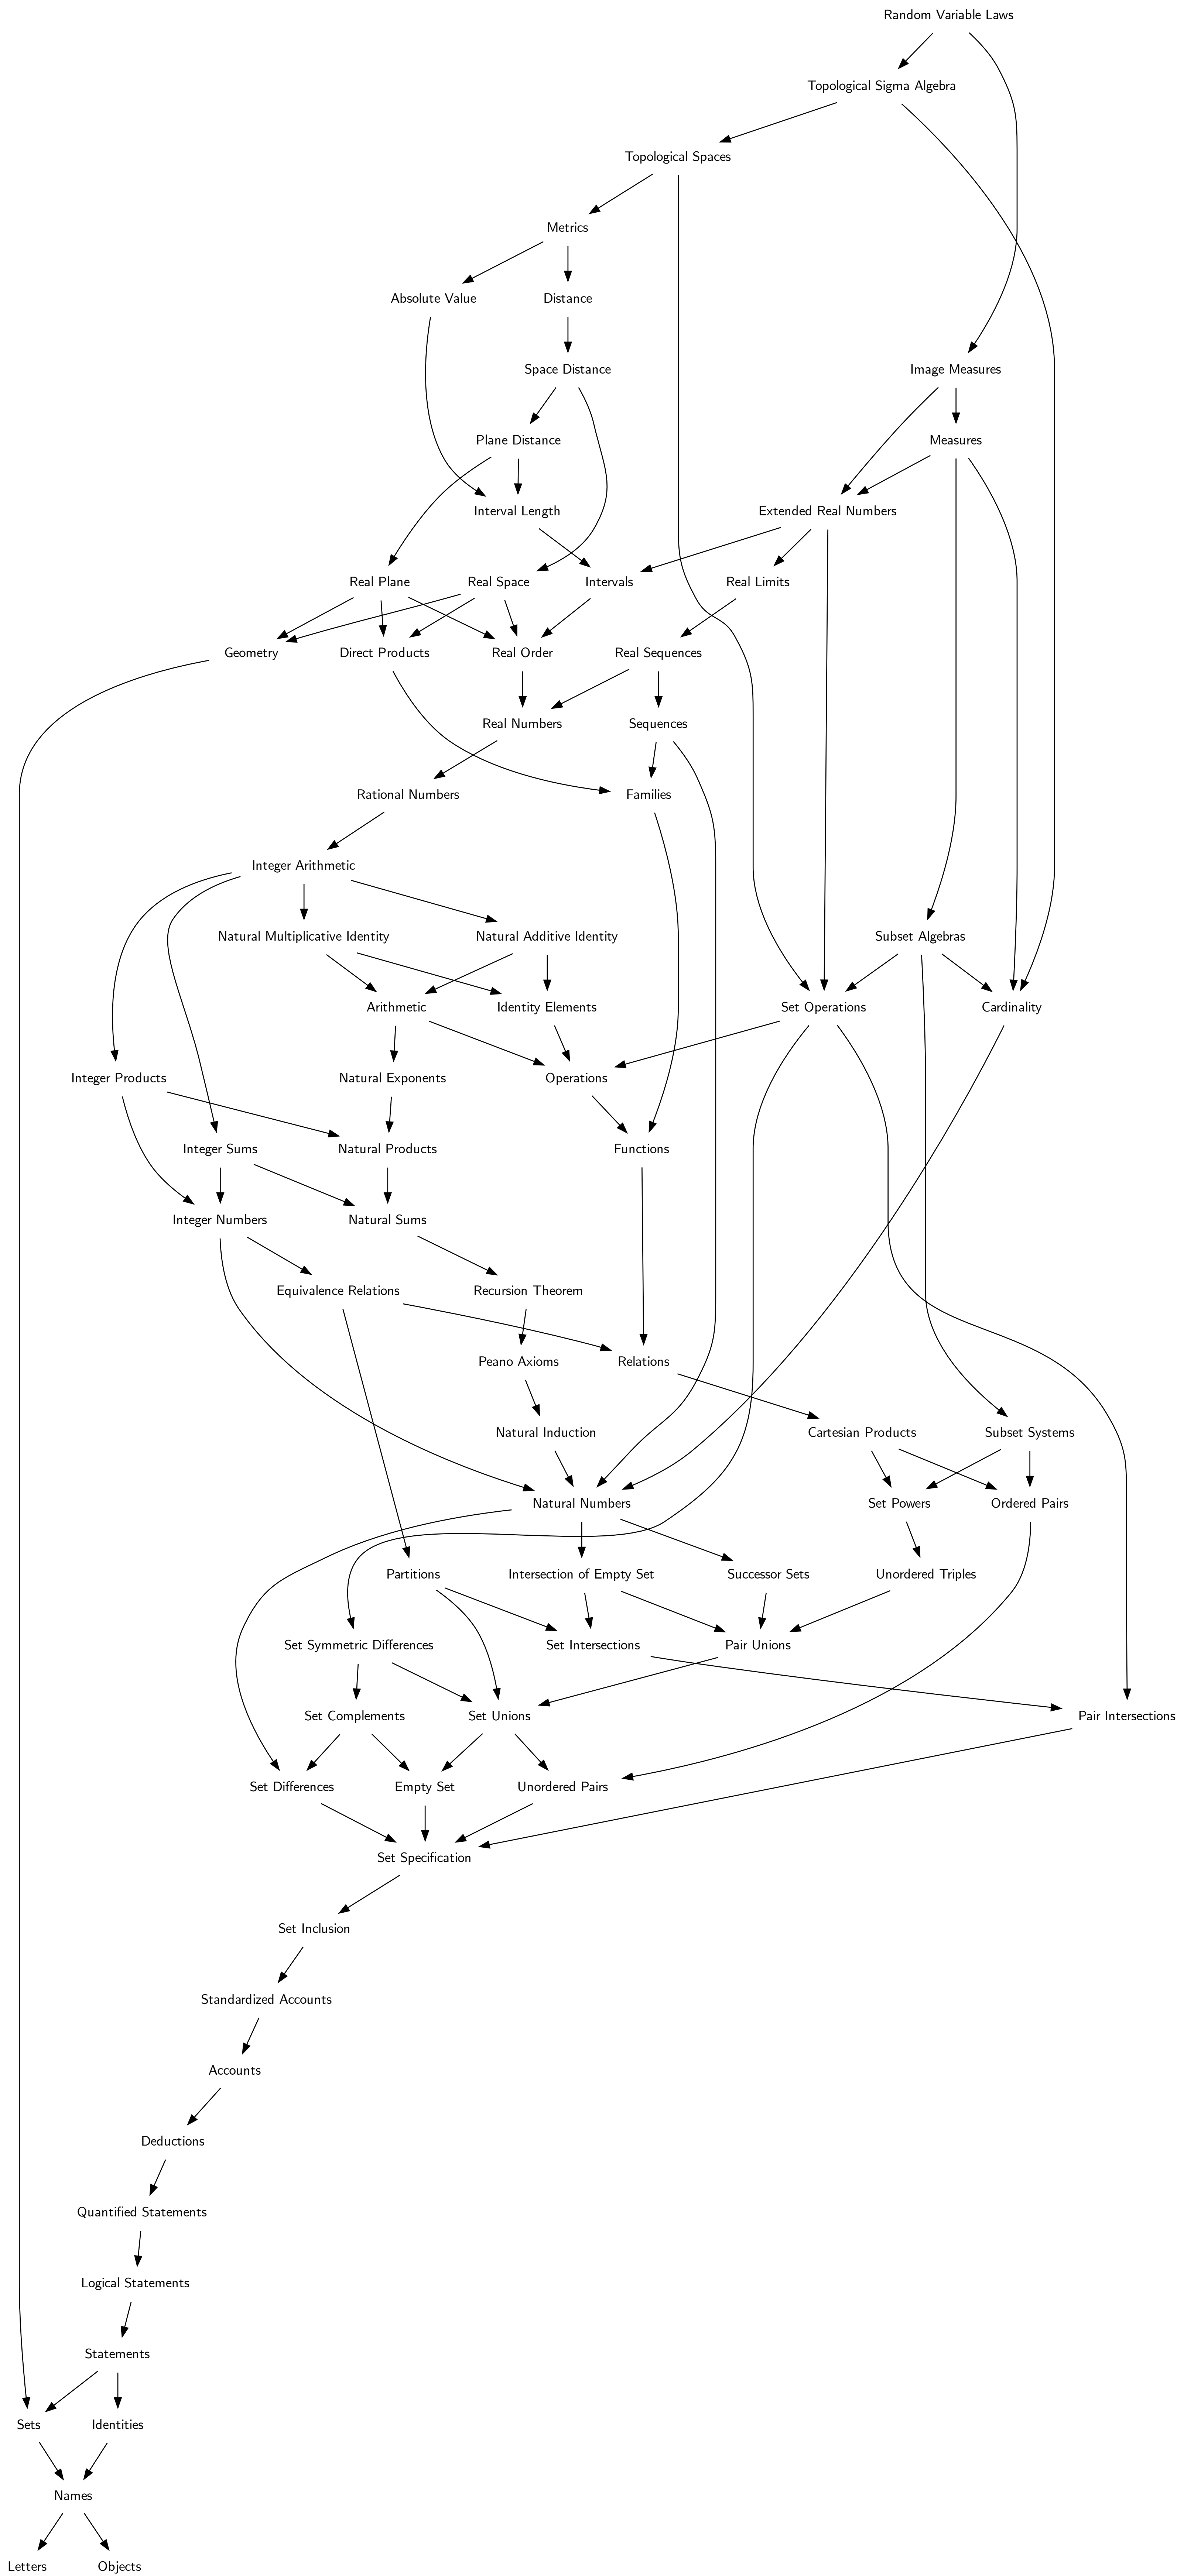 Random Variable Laws
Topological Sigma Algebra
Topological Spaces
Metrics
Absolute Value
Distance
Space Distance
Image Measures
Plane Distance
Measures
Interval Length
Extended Real Numbers
Real Plane
Real Space
Intervals
Real Limits
Geometry
Direct Products
Real Order
Real Sequences
Real Numbers
Sequences
Rational Numbers
Families
Integer Arithmetic
Natural Multiplicative Identity
Natural Additive Identity
Subset Algebras
Arithmetic
Identity Elements
Set Operations
Cardinality
Integer Products
Natural Exponents
Operations
Integer Sums
Natural Products
Functions
Integer Numbers
Natural Sums
Equivalence Relations
Recursion Theorem
Peano Axioms
Relations
Natural Induction
Cartesian Products
Subset Systems
Natural Numbers
Set Powers
Ordered Pairs
Partitions
Intersection of Empty Set
Successor Sets
Unordered Triples
Set Symmetric Differences
Set Intersections
Pair Unions
Set Complements
Set Unions
Pair Intersections
Set Differences
Empty Set
Unordered Pairs
Set Specification
Set Inclusion
Standardized Accounts
Accounts
Deductions
Quantified Statements
Logical Statements
Statements
Sets
Identities
Names
Letters
Objects